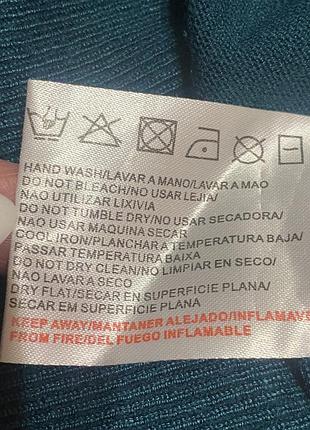 HAND WASH/LAVAR A MANO/LAVAR A MAO
DO NOT BLEACH/NO USAR LEJIA/
NAO UTILIZAR LIXIVIA
DO NOT TUMBLE DRY/NO USAR SECADORA/
NAO USAR MAQUINA SECAR
COOL IRON/PLANCHAR A TEMPERATURA BAJA/
PASSAR TEMPERATURA BAIXA
DO NOT DRY CLEAN/NO LIMPIAR EN SECO/
NAO LAVAR A SECO
DRY FLAT/SECAR EN SUPERFICIE PLANA/
SECAR EM SUPERFICIE PLANA
KEEP AWAY/MANTANER ALEJADO/INFLAMAV
FROM FIRE/DEL FUEGO INFLAMABLE